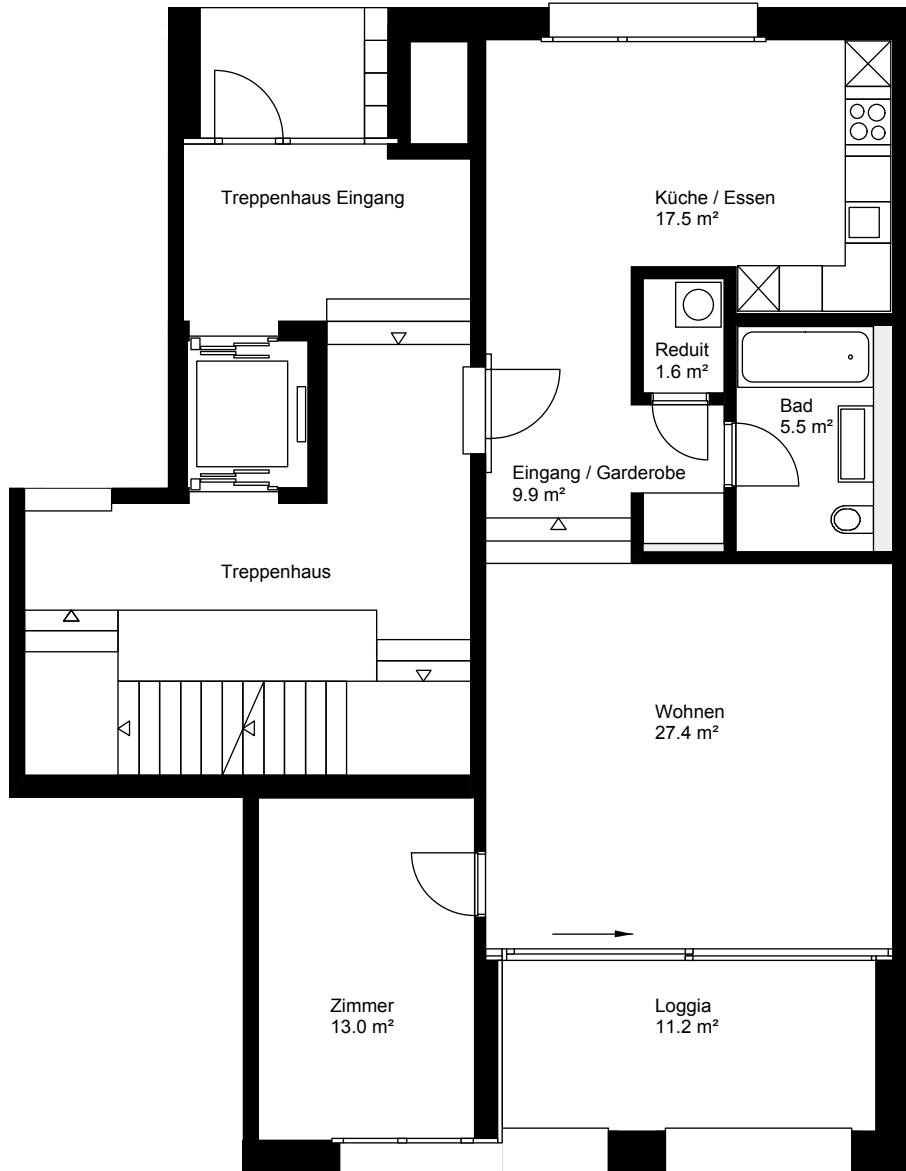 Treppenhaus Eingang
Küche / Essen
17.5 m²
Reduit
1.6 m²
Bad
5.5 m²
Eingang / Garderobe
9.9 m²
Treppenhaus
Wohnen
27.4 m²
Zimmer
13.0 m²
Loggia
11.2 m²